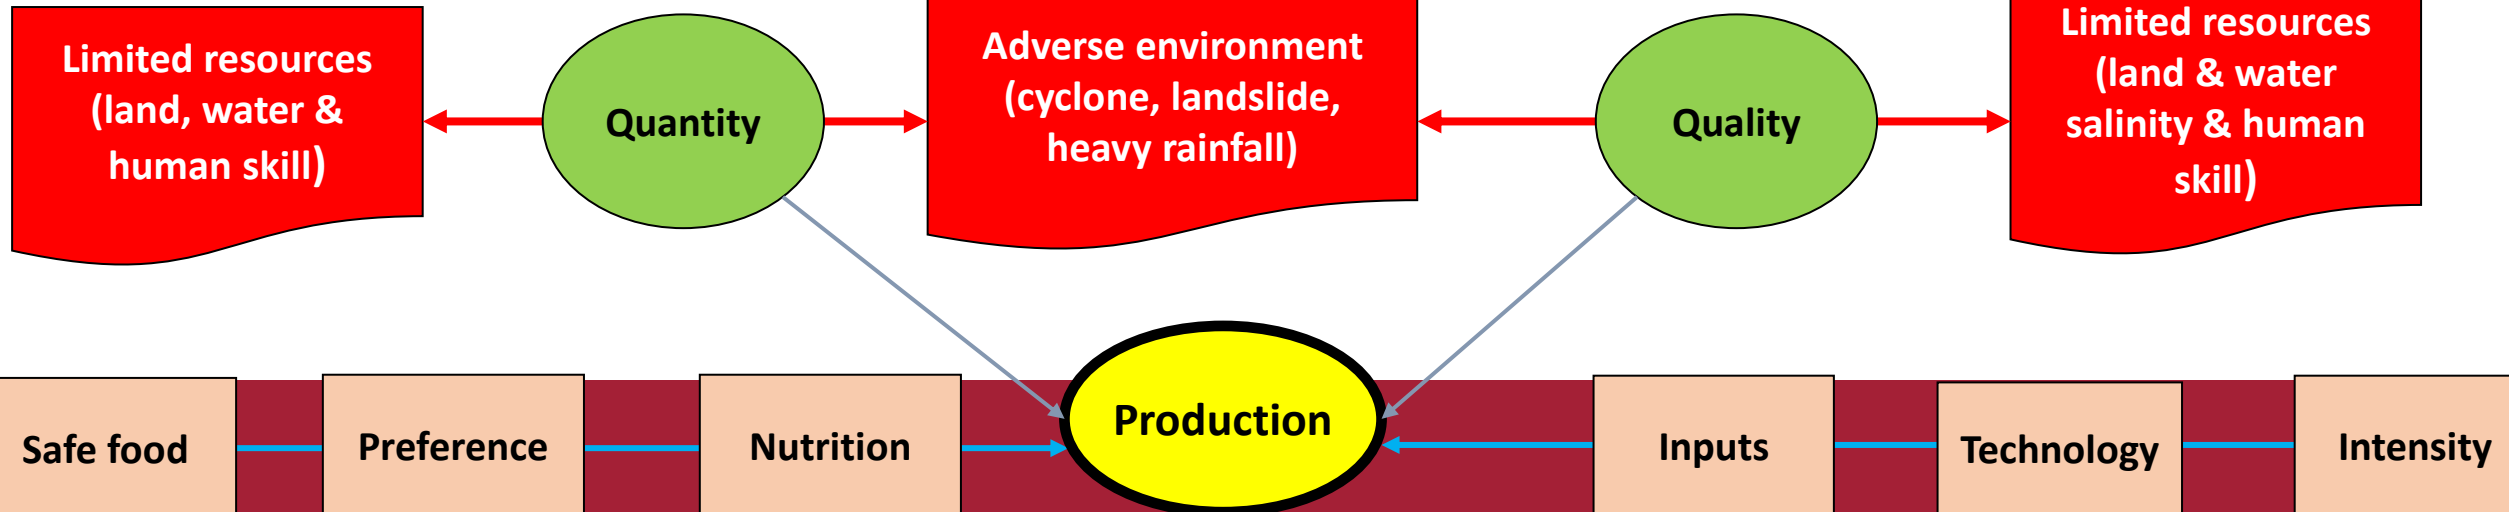 Limited resources
(land, water &
human skill)
Quantity
Adverse environment
(cyclone, landslide,
heavy rainfall)
Quality
Limited resources
(land & water
salinity & human
skill)
Safe food
Preference
Nutrition
Production
Inputs
Technology
Intensity